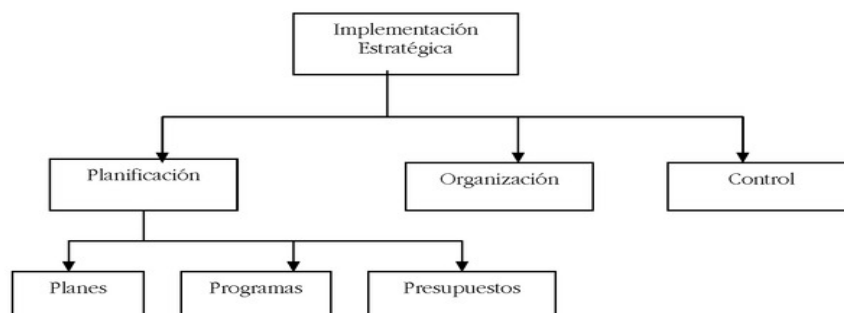 Implementación
Estratégica
Planificación
Organización
Control
Planes
Programas
Presupuestos